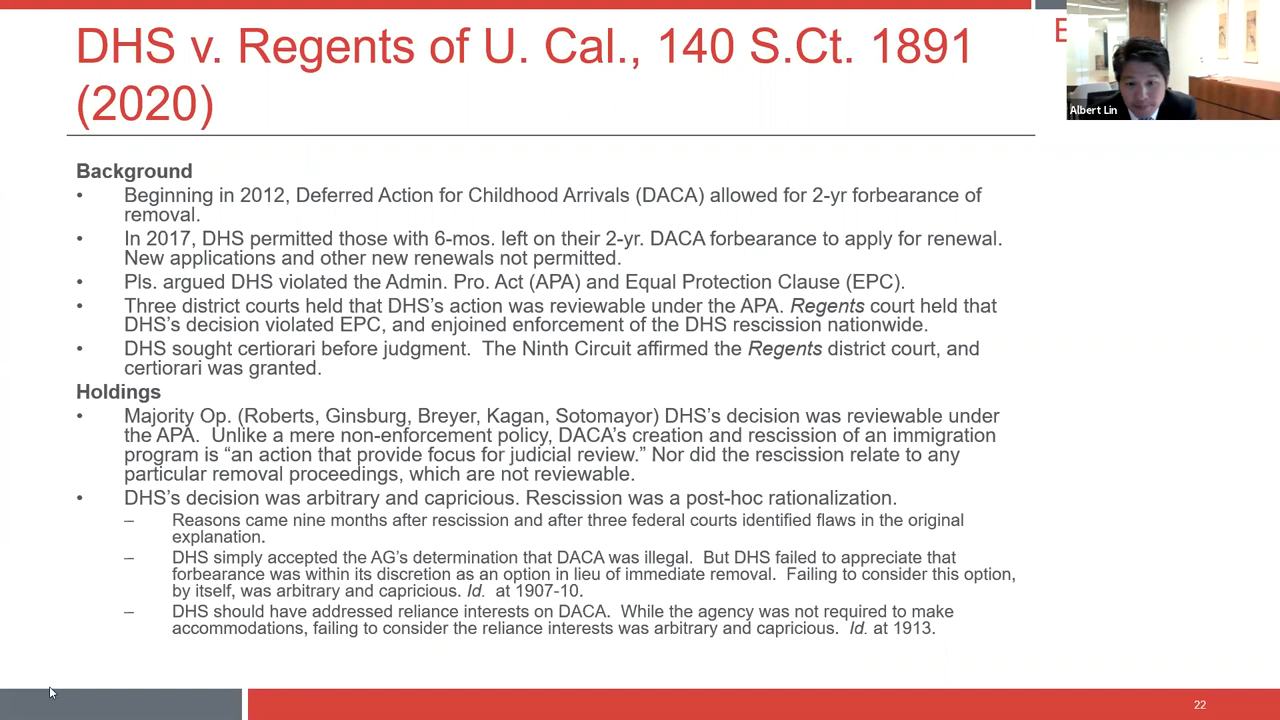 DHS v. Regents of U. Cal., 140 S.Ct. 1891
(2020)
E
Albert Lin
Background
• Beginning in 2012, Deferred Action for Childhood Arrivals (DACA) allowed for 2-yr forbearance of
removal.
• In 2017, DHS permitted those with 6-mos. left on their 2-yr. DACA forbearance to apply for renewal.
New applications and other new renewals not permitted.
• Pls. argued DHS violated the Admin. Pro. Act (APA) and Equal Protection Clause (EPC).
• Three district courts held that DHS's action was reviewable under the APA. Regents court held that
DHS's decision violated EPC, and enjoined enforcement of the DHS rescission nationwide.
• DHS sought certiorari before judgment. The Ninth Circuit affirmed the Regents district court, and
certiorari was granted.
Holdings
• Majority Op. (Roberts, Ginsburg, Breyer, Kagan, Sotomayor) DHS's decision was reviewable under
the APA. Unlike a mere non-enforcement policy, DACA's creation and rescission of an immigration
program is “an action that provide focus for judicial review.” Nor did the rescission relate to any
particular removal proceedings, which are not reviewable.
• DHS's decision was arbitrary and capricious. Rescission was a post-hoc rationalization.
– Reasons came nine months after rescission and after three federal courts identified flaws in the original
explanation.
– DHS simply accepted the AG's determination that DACA was illegal. But DHS failed to appreciate that
forbearance was within its discretion as an option in lieu of immediate removal. Failing to consider this option,
by itself, was arbitrary and capricious. Id. at 1907-10.
– DHS should have addressed reliance interests on DACA. While the agency was not required to make
accommodations, failing to consider the reliance interests was arbitrary and capricious. Id. at 1913.
22